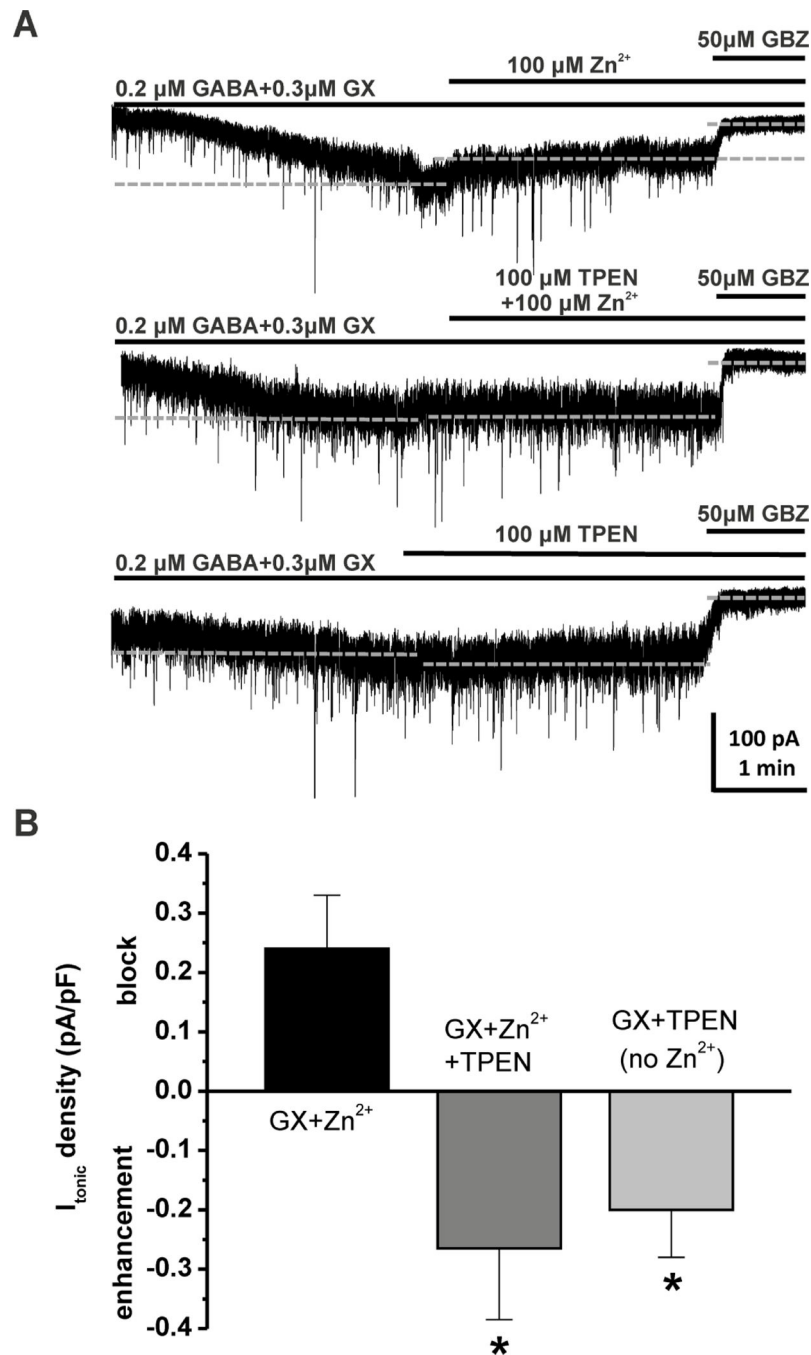 A
50µM GBZ
100 µM Zn²⁺
0.2 µM GABA+0.3µM GX
100 µM TPEN
+100 µM Zn²⁺
50µM GBZ
0.2 µM GABA+0.3µM GX
50µM GBZ
100 µM TPEN
0.2 µM GABA+0.3µM GX
100 pA
1 min
B
I tonic density (pA/pF)
block
enhancement
0.4
0.3
0.2
0.1
0.0
-0.1
-0.2
-0.3
-0.4
GX+Zn²⁺
GX+Zn²⁺
+TPEN
GX+TPEN
(no Zn²⁺)
*
*